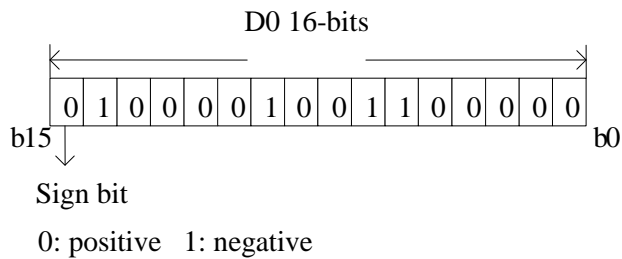 D0 16-bits
0 1 0 0 0 0 1 0 0 1 1 0 0 0 0 0
b15 b0
Sign bit
0: positive 1: negative